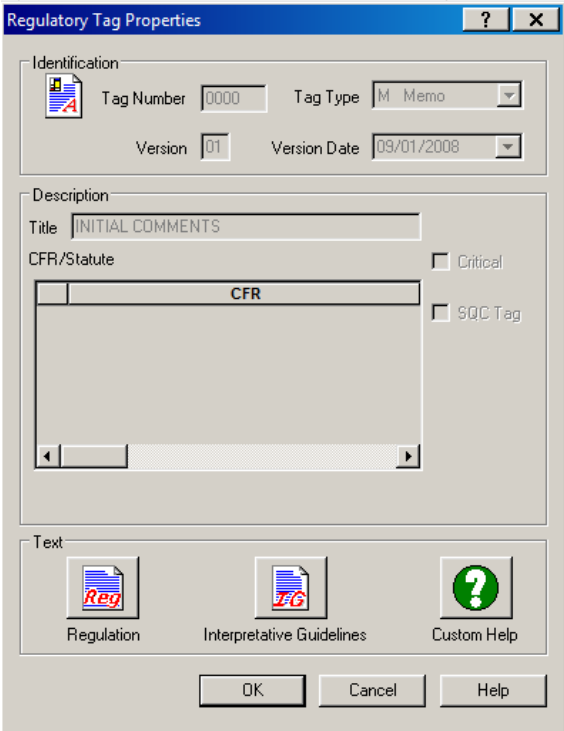 Regulatory Tag Properties
Identification
A
Tag Number 0000 Tag Type M Memo
Version 01 Version Date 09/01/2008
Description
Title INITIAL COMMENTS
CFR/Statute
Critical
CFR
SQC Tag
Text
Reg
IG
?
Regulation Interpretative Guidelines Custom Help
OK Cancel Help